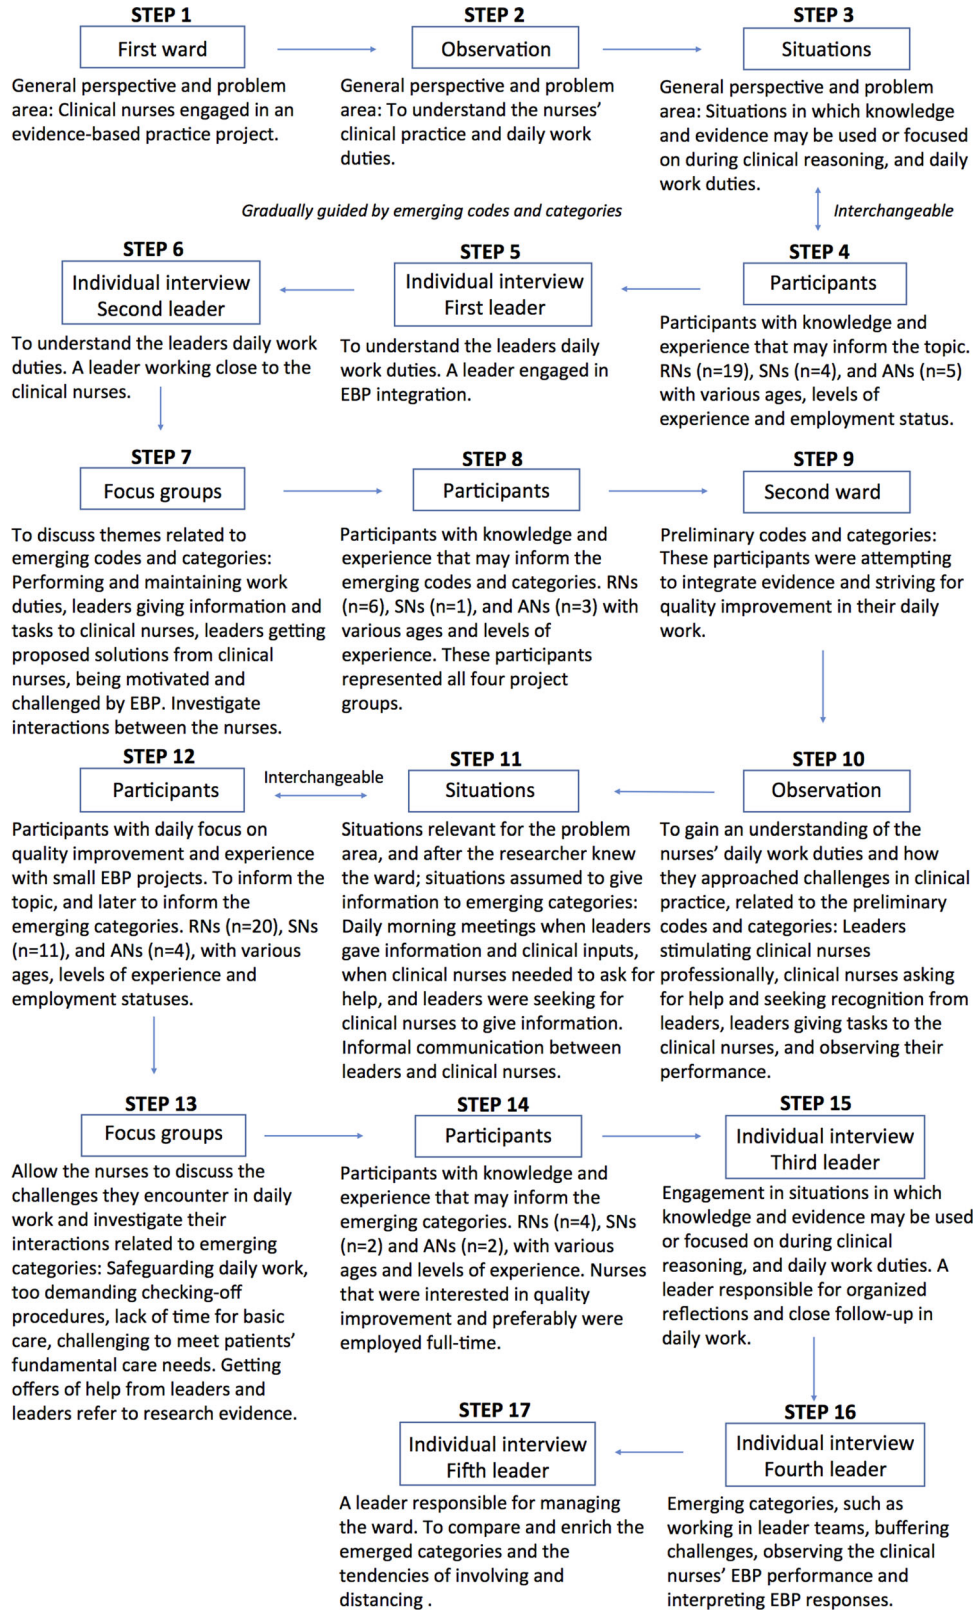 STEP 1
First ward
General perspective and problem
area: Clinical nurses engaged in an
evidence-based practice project.
STEP 2
Observation
General perspective and problem
area: To understand the nurses’
clinical practice and daily work
duties.
STEP 3
Situations
General perspective and problem
area: Situations in which knowledge
and evidence may be used or focused
on during clinical reasoning, and daily
work duties.
Gradually guided by emerging codes and categories
Interchangeable
STEP 4
Participants
Participants with knowledge and
experience that may inform the topic.
RNs (n=19), SNs (n=4), and ANs (n=5)
with various ages, levels of
experience and employment status.
STEP 5
Individual interview
First leader
To understand the leaders daily
work duties. A leader engaged in
EBP integration.
STEP 6
Individual interview
Second leader
To understand the leaders daily work
duties. A leader working close to the
clinical nurses.
STEP 7
Focus groups
To discuss themes related to
emerging codes and categories:
Performing and maintaining work
duties, leaders giving information and
tasks to clinical nurses, leaders getting
proposed solutions from clinical
nurses, being motivated and
challenged by EBP. Investigate
interactions between the nurses.
STEP 8
Participants
Participants with knowledge and
experience that may inform the
emerging codes and categories. RNs
(n=6), SNs (n=1), and ANs (n=3) with
various ages and levels of
experience. These participants
represented all four project
groups.
STEP 9
Second ward
Preliminary codes and categories:
These participants were attempting
to integrate evidence and striving for
quality improvement in their daily
work.
STEP 10
Observation
To gain an understanding of the
nurses’ daily work duties and how
they approached challenges in clinical
practice, related to the preliminary
codes and categories: Leaders
stimulating clinical nurses
professionally, clinical nurses asking
for help and seeking recognition from
leaders, leaders giving tasks to the
clinical nurses, and observing their
performance.
STEP 11
Situations
Situations relevant for the problem
area, and after the researcher knew
the ward; situations assumed to give
information to emerging categories:
Daily morning meetings when leaders
gave information and clinical inputs,
when clinical nurses needed to ask for
help, and leaders were seeking for
clinical nurses to give information.
Informal communication between
leaders and clinical nurses.
Interchangeable
STEP 12
Participants
Participants with daily focus on
quality improvement and experience
with small EBP projects. To inform the
topic, and later to inform the
emerging categories. RNs (n=20), SNs
(n=11), and ANs (n=4), with various
ages, levels of experience and
employment statuses.
STEP 13
Focus groups
Allow the nurses to discuss the
challenges they encounter in daily
work and investigate their
interactions related to emerging
categories: Safeguarding daily work,
too demanding checking-off
procedures, lack of time for basic
care, challenging to meet patients’
fundamental care needs. Getting
offers of help from leaders and
leaders refer to research evidence.
STEP 14
Participants
Participants with knowledge and
experience that may inform the
emerging categories. RNs (n=4), SNs
(n=2) and ANs (n=2), with various
ages and levels of experience. Nurses
that were interested in quality
improvement and preferably were
employed full-time.
STEP 15
Individual interview
Third leader
Engagement in situations in which
knowledge and evidence may be used
or focused on during clinical
reasoning, and daily work duties. A
leader responsible for organized
reflections and close follow-up in
daily work.
STEP 16
Individual interview
Fourth leader
Emerging categories, such as
working in leader teams, buffering
challenges, observing the clinical
nurses’ EBP performance and
interpreting EBP responses.
STEP 17
Individual interview
Fifth leader
A leader responsible for managing
the ward. To compare and enrich the
emerged categories and the
tendencies of involving and
distancing .